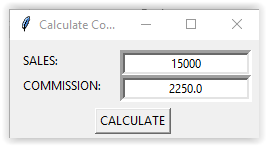 Calculate Co...
SALES: 15000
COMMISSION: 2250.0
CALCULATE